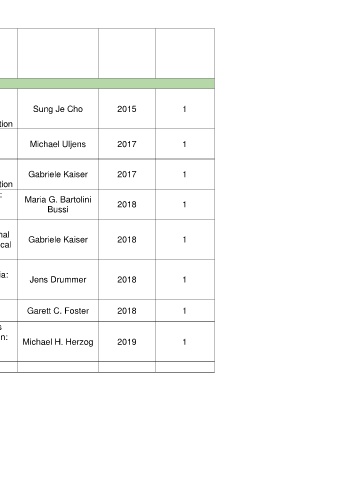 Sung Je Cho 2015 1
tion
Michael Uljens 2017 1
Gabriele Kaiser 2017 1
tion
:
Maria G. Bartolini
Bussi 2018 1
nal
cal Gabriele Kaiser 2018 1
ia:
Jens Drummer 2018 1
Garett C. Foster 2018 1
s
n: Michael H. Herzog 2019 1